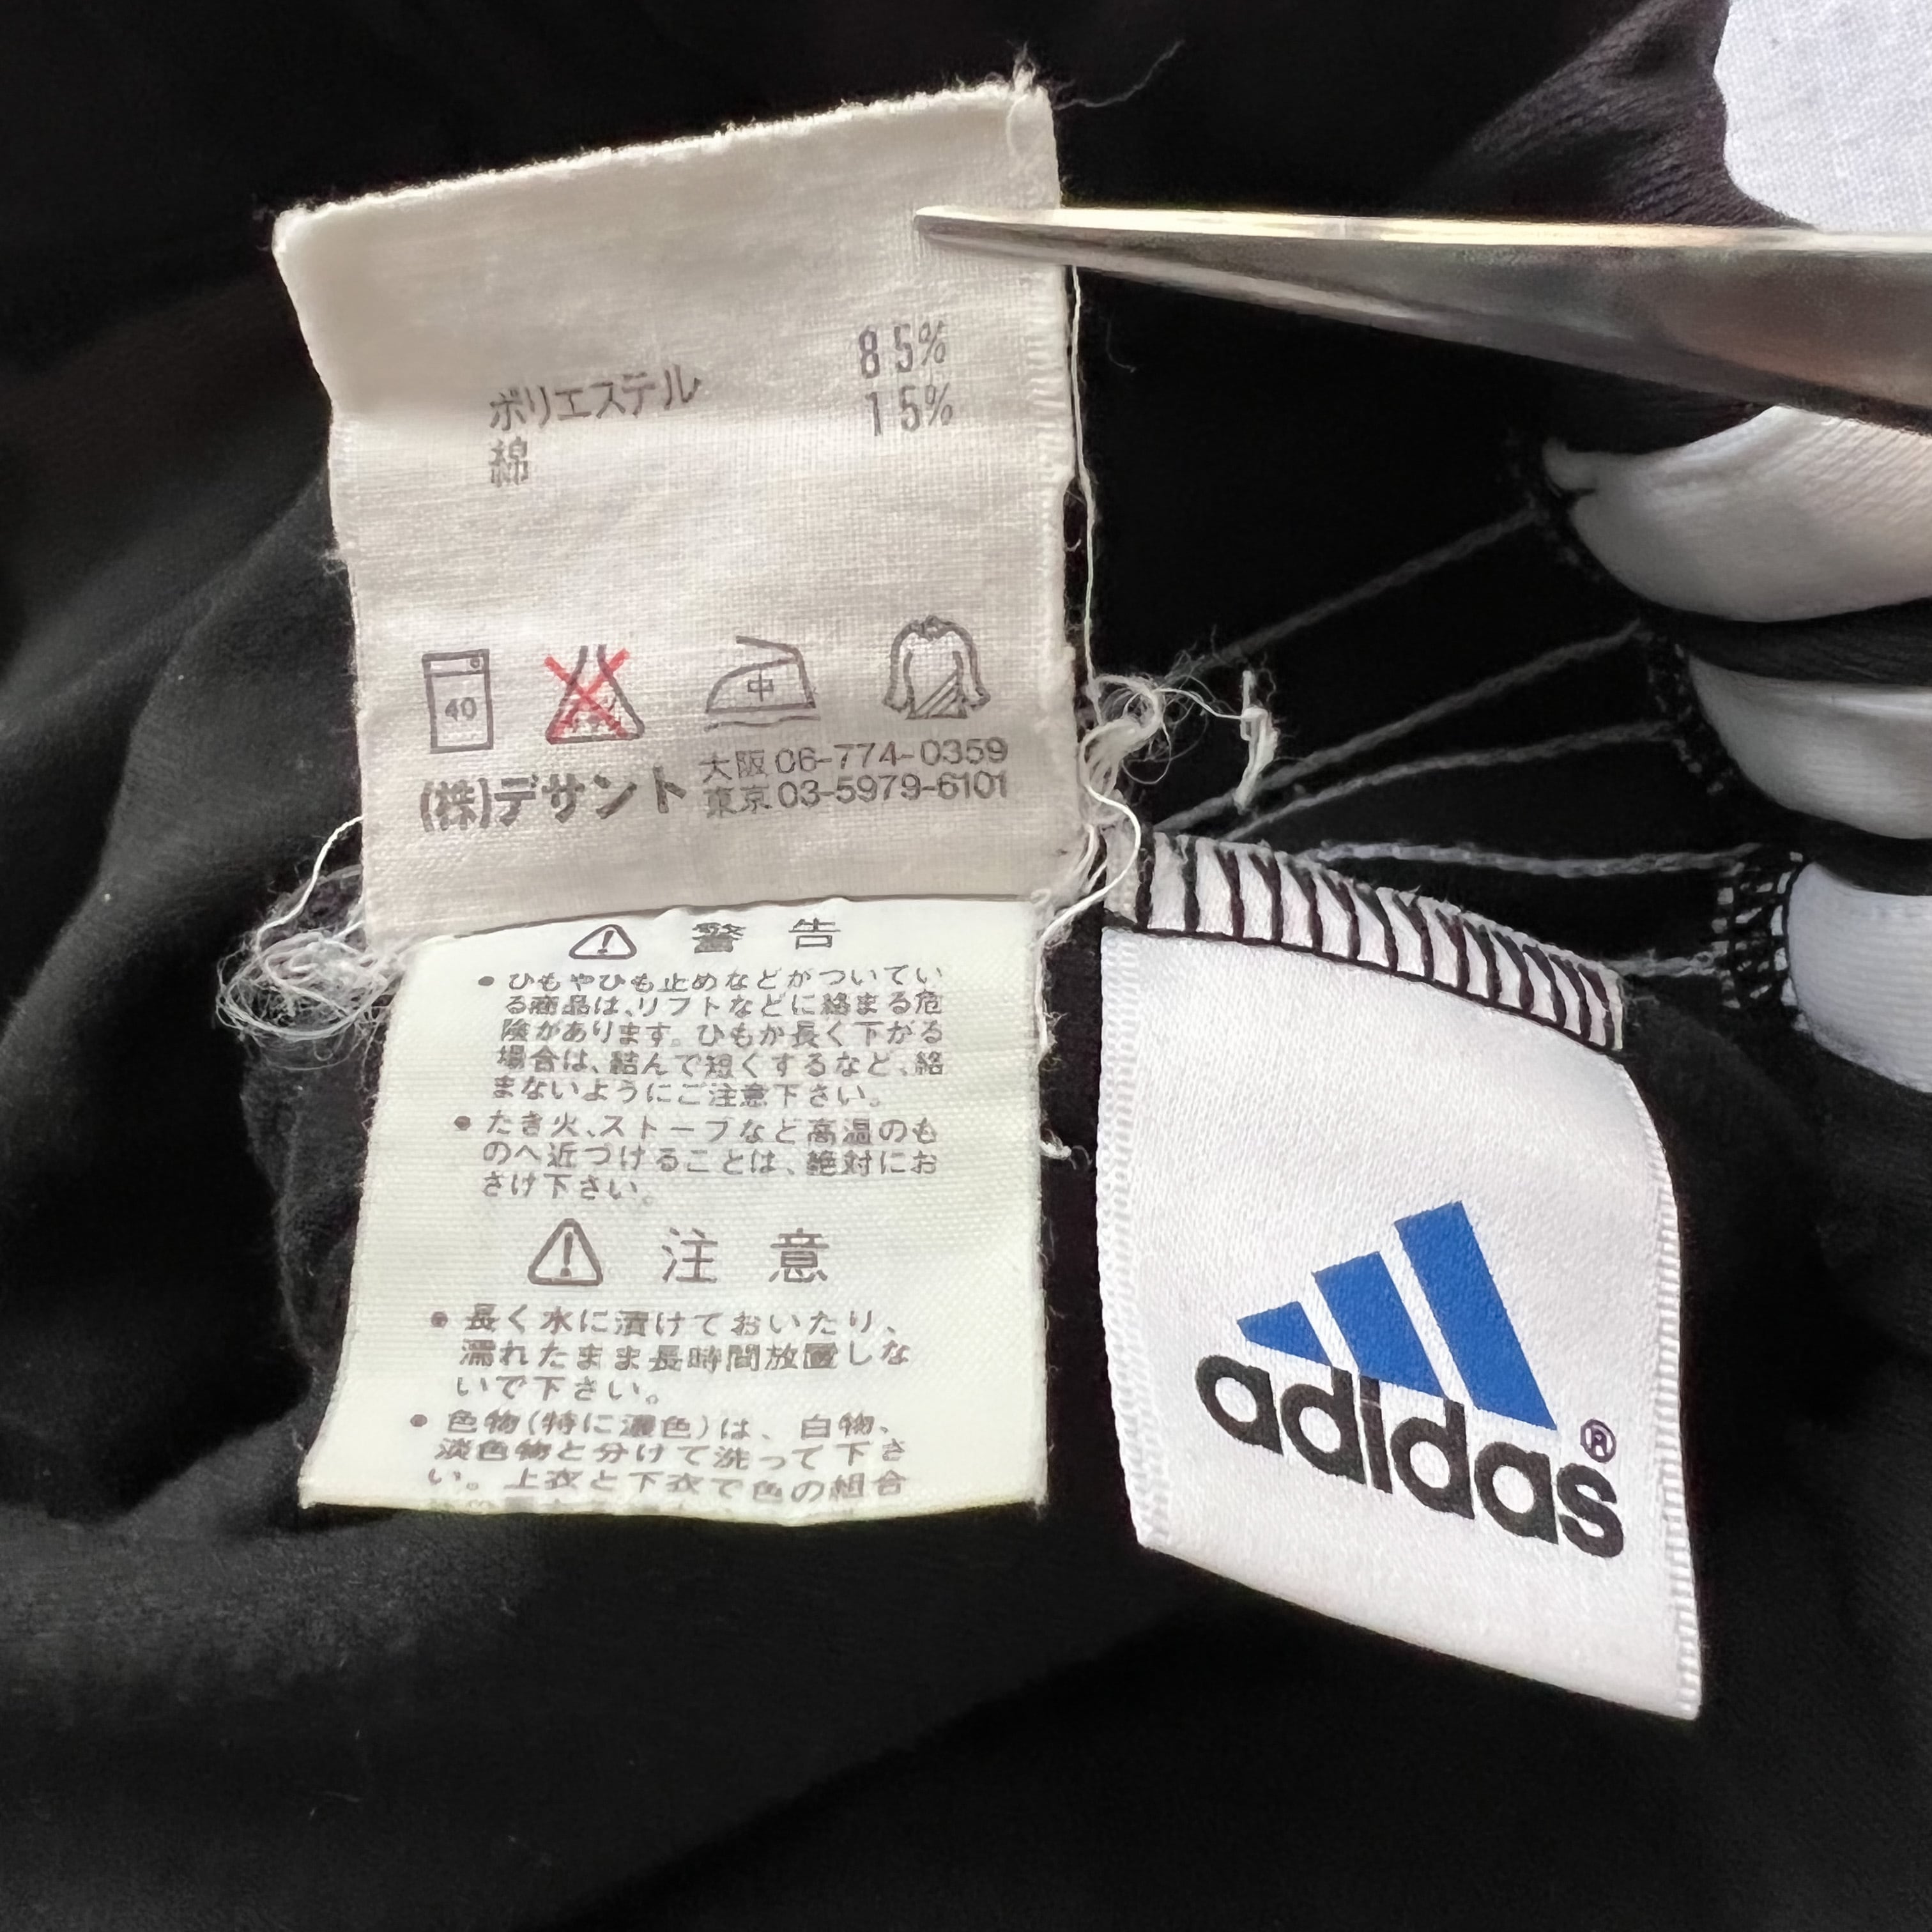 ポリエステル 85%
綿 15%
40
中
(株)デサント
大阪 06-774-0359
東京 03-5979-6101
警告
●ひもやひも止めなどがついてい
る商品は、リフトなどに絡まる危
険があります。ひもが長く下がる
場合は、結んで短くするなど、絡
まないようにご注意下さい。
●たき火、ストーブなど高温のも
のへ近づけることは、絶対にお
さけ下さい。
注意
●長く水に漬けておいたり、
濡れたまま長時間放置しな
いで下さい。
●色物(特に濃色)は、白物、
淡色物と分けて洗って下さ
い。上衣と下衣で色の組合
adidas®